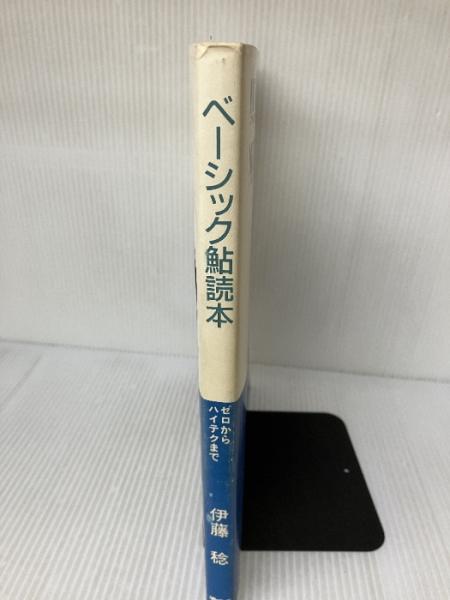 ベーシック鮎読本
ゼロから
ハイテクまで
伊藤 稔